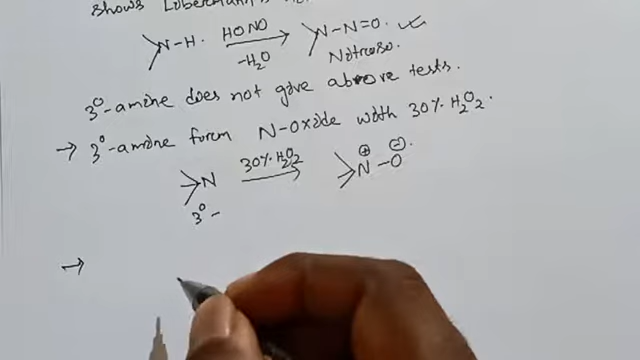 shows Libermann's
N-H. HONO -H2O N-N=O.
Nitroso.
3°-amine does not give above tests.
→ 3°-amine form N-Oxide with 30% H2O2.
N 30% H2O2 N⊕-O⊖.
3°-
→